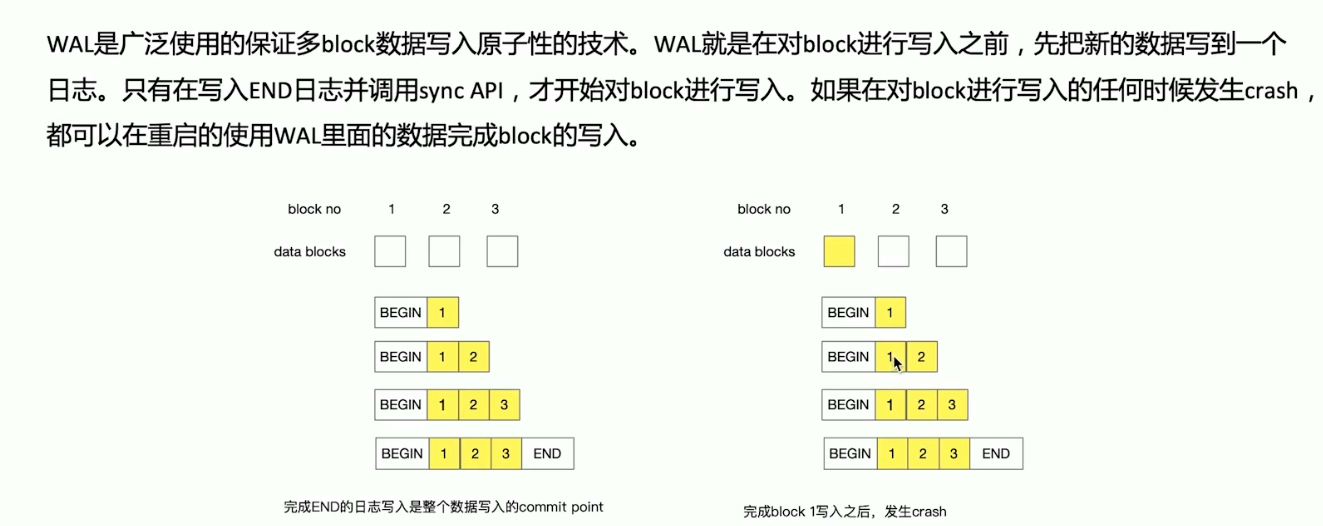 WAL是广泛使用的保证多block数据写入原子性的技术。WAL就是在对block进行写入之前，先把新的数据写到一个
日志。只有在写入END日志并调用sync API，才开始对block进行写入。如果在对block进行写入的任何时候发生crash，
都可以在重启的使用WAL里面的数据完成block的写入。
block no 1 2 3
data blocks
BEGIN 1
BEGIN 1 2
BEGIN 1 2 3
BEGIN 1 2 3 END
完成END的日志写入是整个数据写入的commit point
block no 1 2 3
data blocks
BEGIN 1
BEGIN 1 2
BEGIN 1 2 3
BEGIN 1 2 3 END
完成block 1写入之后，发生crash